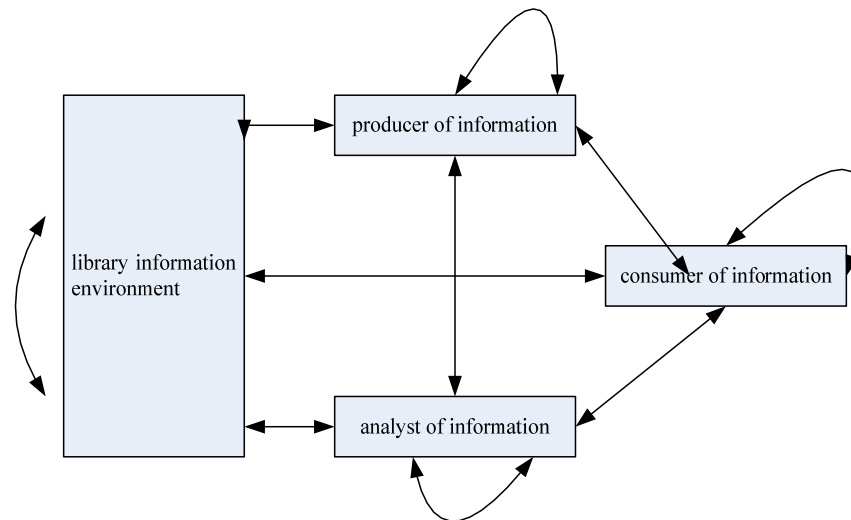 producer of information
library information
environment
consumer of information
analyst of information